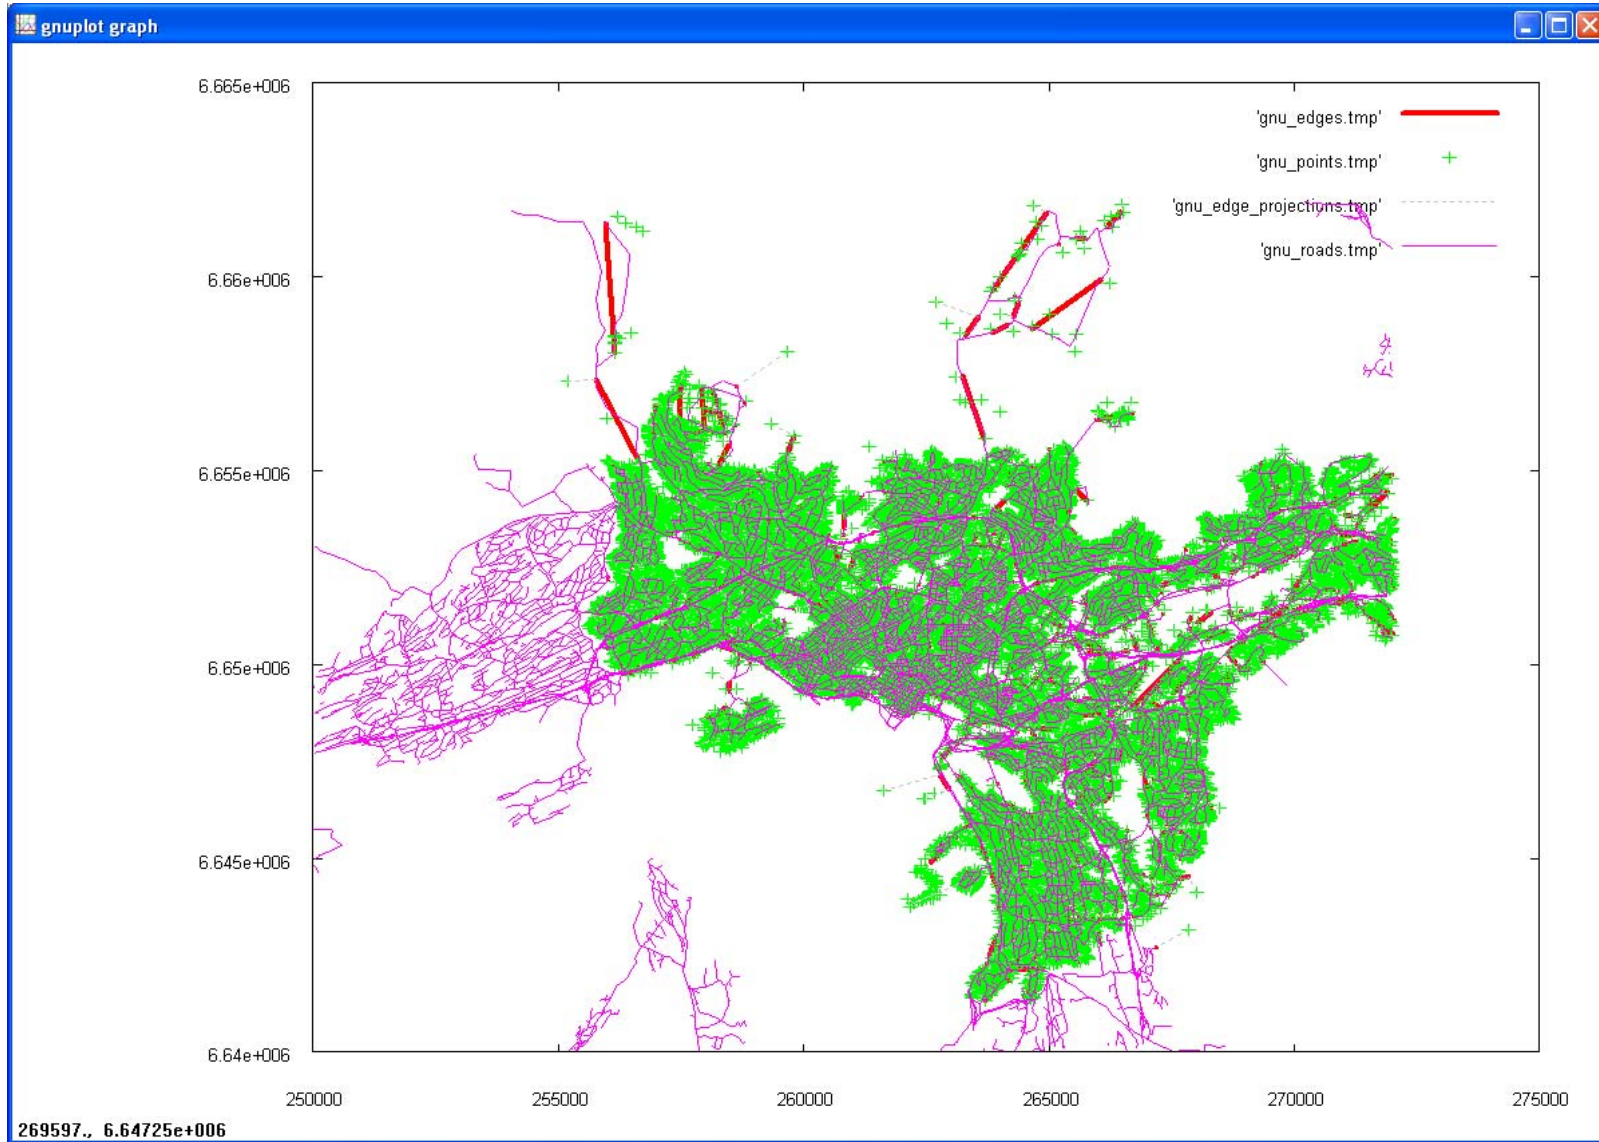 gnuplot graph
6.665e+006
'gnu_edges.tmp'
'gnu_points.tmp'
'gnu_edge_projections.tmp'
'gnu_roads.tmp'
6.66e+006
6.655e+006
6.65e+006
6.645e+006
6.64e+006
250000 255000 260000 265000 270000 275000
269597., 6.64725e+006